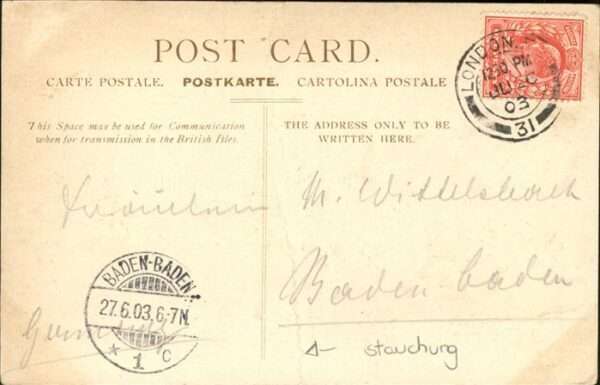 POST CARD.
CARTE POSTALE. POSTKARTE. CARTOLINA POSTALE
This Space may be used for Communication
when for transmission in the British Isles.
THE ADDRESS ONLY TO BE
WRITTEN HERE.
LONDON.
12.30 PM
03
31
Fräulein M. Wittelsbach
Baden baden
BADEN-BADEN
27.6.03.6-7N.
* 1 c
stauchung